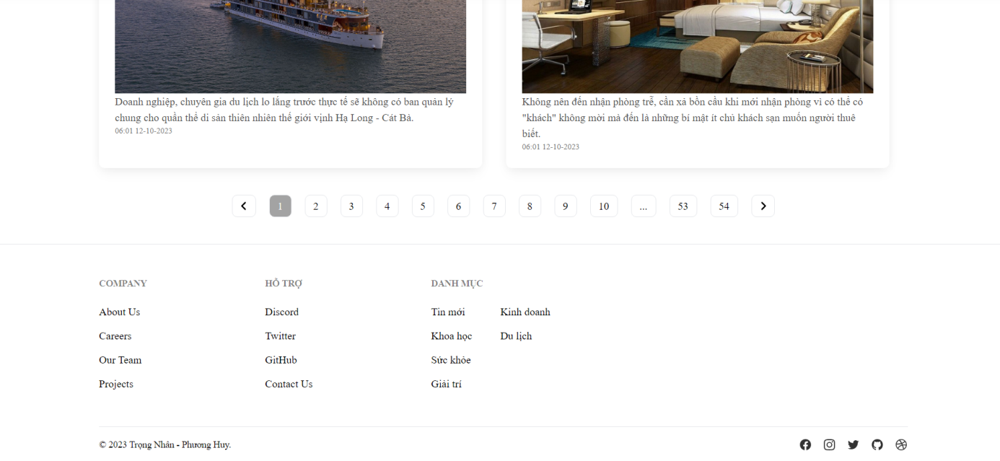 Doanh nghiệp, chuyên gia du lịch lo lắng trước thực tế sẽ không có ban quản lý
chung cho quần thể di sản thiên nhiên thế giới vịnh Hạ Long - Cát Bà.
06:01 12-10-2023
Không nên đến nhận phòng trễ, cần xả bồn cầu khi mới nhận phòng vì có thể có
"khách" không mời mà đến là những bí mật ít chủ khách sạn muốn người thuê
biết.
06:01 12-10-2023
1 2 3 4 5 6 7 8 9 10 ... 53 54
COMPANY
About Us
Careers
Our Team
Projects
HỖ TRỢ
Discord
Twitter
GitHub
Contact Us
DANH MỤC
Tin mới
Khoa học
Sức khỏe
Giải trí
Kinh doanh
Du lịch
© 2023 Trọng Nhân - Phương Huy.